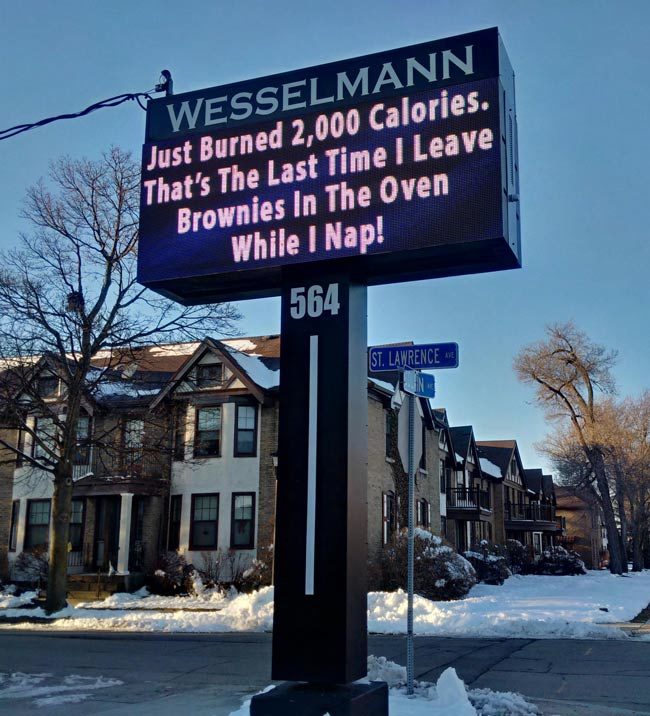 WESSELMANN
Just Burned 2,000 Calories.
That's The Last Time I Leave
Brownies In The Oven
While I Nap!
564
ST. LAWRENCE AVE